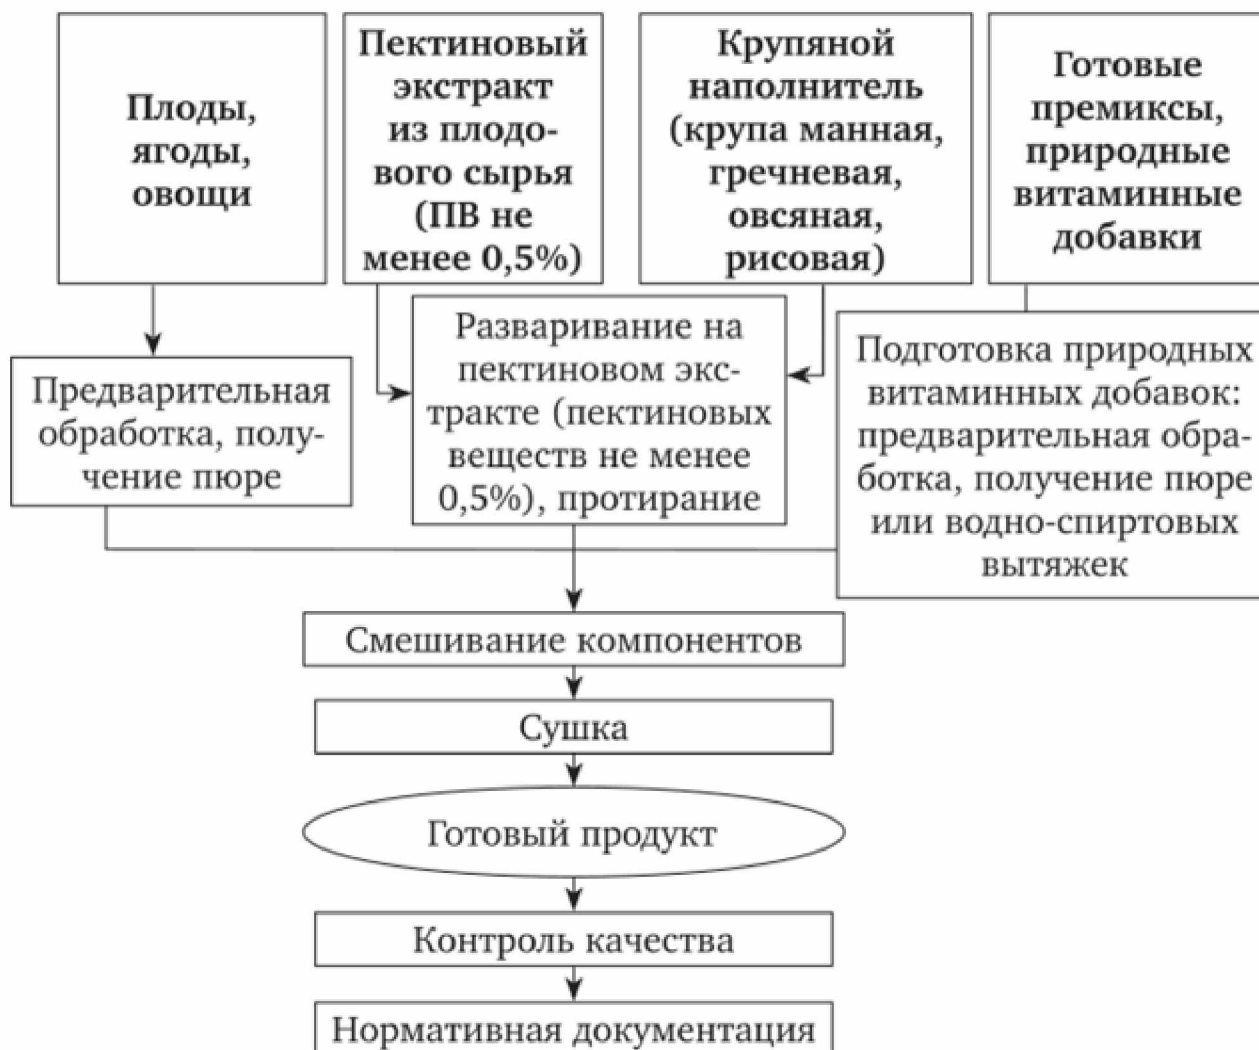 Плоды,
ягоды,
овощи
Пектиновый
экстракт
из плодо-
вого сырья
(ПВ не
менее 0,5%)
Крупяной
наполнитель
(крупа манная,
гречневая,
овсяная,
рисовая)
Готовые
премиксы,
природные
витаминные
добавки
Предварительная
обработка, полу-
чение пюре
Разваривание на
пектиновом экс-
тракте (пектиновых
веществ не менее
0,5%), протирание
Подготовка природных
витаминных добавок:
предварительная обра-
ботка, получение пюре
или водно-спиртовых
вытяжек
Смешивание компонентов
Сушка
Готовый продукт
Контроль качества
Нормативная документация